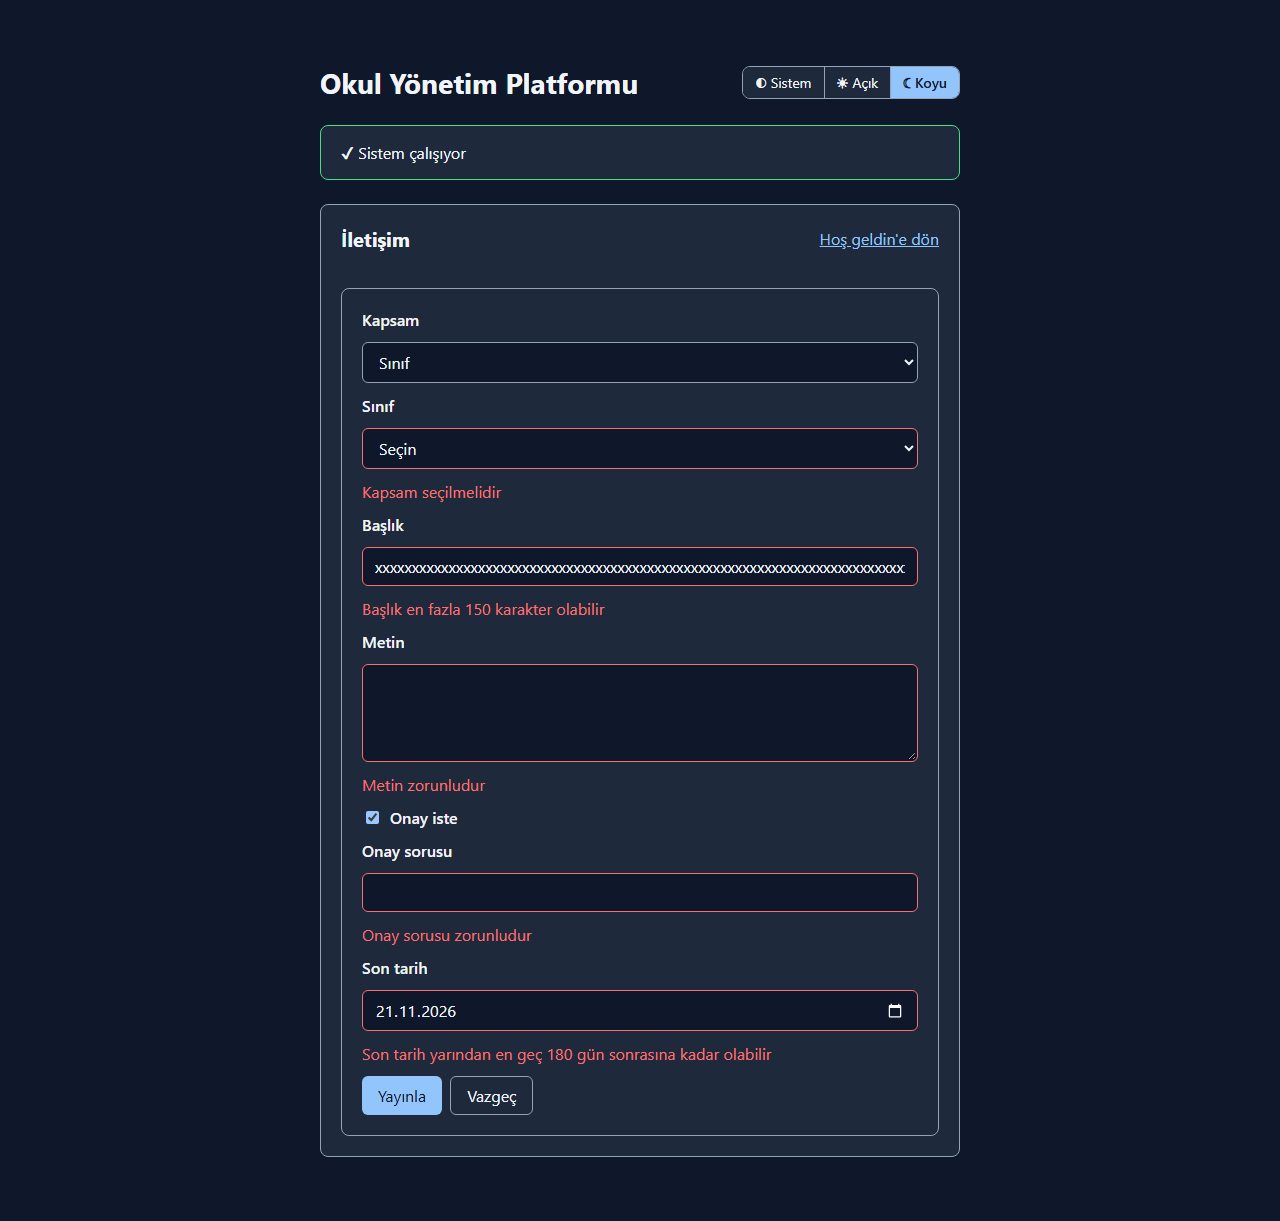 Okul Yönetim Platformu
◐ Sistem
☀ Açık
☾ Koyu
✔ Sistem çalışıyor
İletişim
Hoş geldin'e dön
Kapsam
Sınıf
Sınıf
Seçin
Kapsam seçilmelidir
Başlık
Başlık en fazla 150 karakter olabilir
Metin
Metin zorunludur
Onay iste
Onay sorusu
Onay sorusu zorunludur
Son tarih
21.11.2026
Son tarih yarından en geç 180 gün sonrasına kadar olabilir
Yayınla
Vazgeç